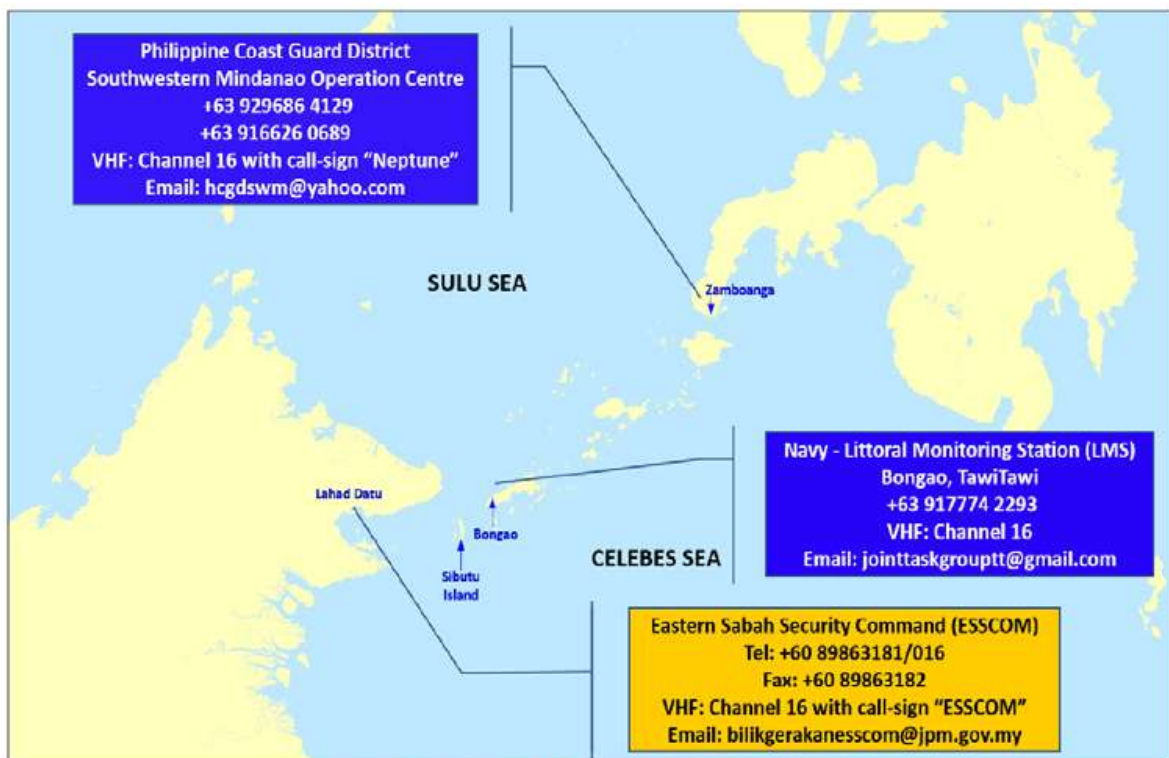 Philippine Coast Guard District
Southwestern Mindanao Operation Centre
+63 929686 4129
+63 916626 0689
VHF: Channel 16 with call-sign “Neptune”
Email: hcgdswm@yahoo.com
SULU SEA
Zamboanga
Navy - Littoral Monitoring Station (LMS)
Bongao, TawiTawi
+63 917774 2293
VHF: Channel 16
Email: jointtaskgrouptt@gmail.com
Lahad Datu
Bongao
CELEBES SEA
Sibutu
Island
Eastern Sabah Security Command (ESSCOM)
Tel: +60 89863181/016
Fax: +60 89863182
VHF: Channel 16 with call-sign “ESSCOM”
Email: bilikgerakanesscom@jpm.gov.my